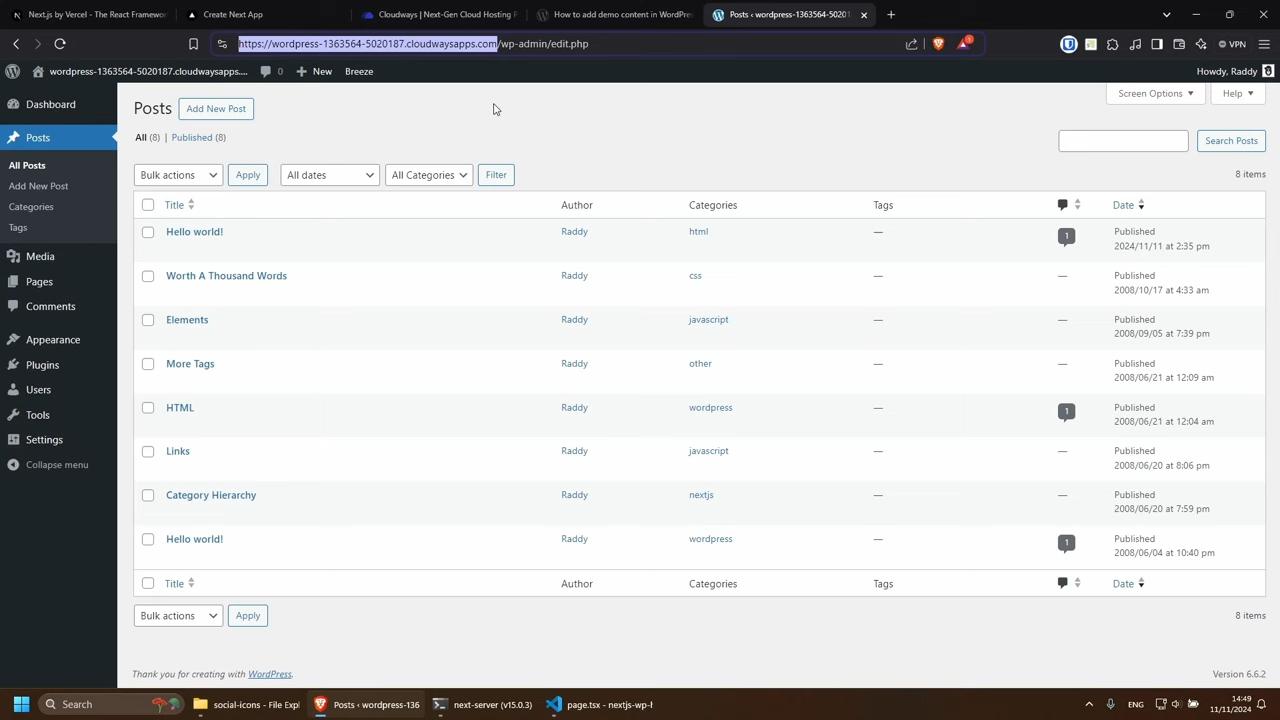 Next.js by Vercel - The React Framew
Create Next App
Cloudways | Next-Gen Cloud Hosting P
How to add demo content in WordPres
Posts ‹ wordpress-1363564-5020187.
https://wordpress-1363564-5020187.cloudwaysapps.com/wp-admin/edit.php
1
VPN
wordpress-1363564-5020187.cloudwaysapps....
0
New
Breeze
Howdy, Raddy
Dashboard
Posts
All Posts
Add New Post
Categories
Tags
Media
Pages
Comments
Appearance
Plugins
Users
Tools
Settings
Collapse menu
Posts
Add New Post
Screen Options
Help
All (8) | Published (8)
Search Posts
Bulk actions
Apply
All dates
All Categories
Filter
8 items
Title
Author
Categories
Tags
Date
Hello world!
Raddy
html
—
1
Published
2024/11/11 at 2:35 pm
Worth A Thousand Words
Raddy
css
—
—
Published
2008/10/17 at 4:33 am
Elements
Raddy
javascript
—
—
Published
2008/09/05 at 7:39 pm
More Tags
Raddy
other
—
—
Published
2008/06/21 at 12:09 am
HTML
Raddy
wordpress
—
1
Published
2008/06/21 at 12:04 am
Links
Raddy
javascript
—
—
Published
2008/06/20 at 8:06 pm
Category Hierarchy
Raddy
nextjs
—
—
Published
2008/06/20 at 7:59 pm
Hello world!
Raddy
wordpress
—
1
Published
2008/06/04 at 10:40 pm
Title
Author
Categories
Tags
Date
Bulk actions
Apply
8 items
Thank you for creating with WordPress.
Version 6.6.2
Search
social-icons - File Expl
Posts ‹ wordpress-136
next-server (v15.0.3)
page.tsx - nextjs-wp-h
ENG
14:49
11/11/2024